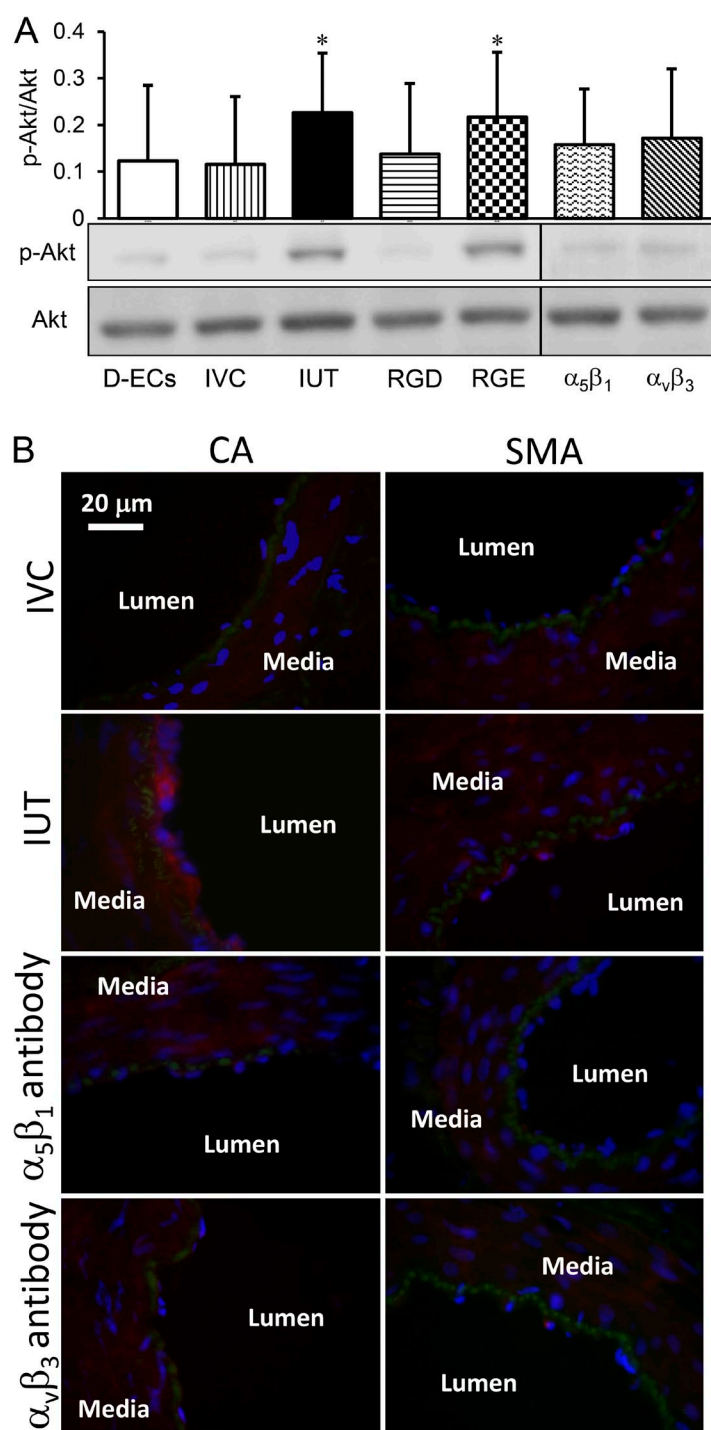 A
0.4
0.3
0.2
0.1
0
p-Akt/Akt
* *
p-Akt
Akt
D-ECs IVC IUT RGD RGE α5β1 αvβ3
B
CA SMA
IVC
20 μm
Lumen
Media
Lumen
Media
IUT
Lumen
Media
Media
Lumen
α5β1 antibody
Media
Lumen
Lumen
Media
αvβ3 antibody
Lumen
Media
Media
Lumen